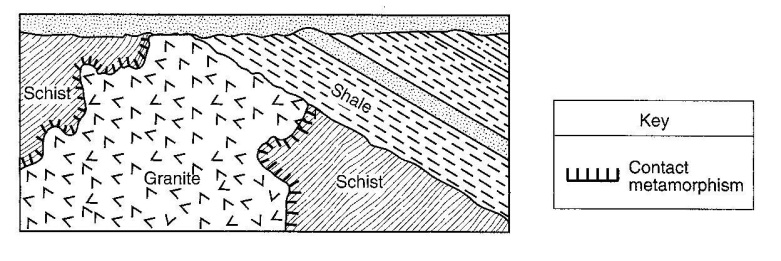 Schist
Shale
Granite
Schist
Key
Contact
metamorphism